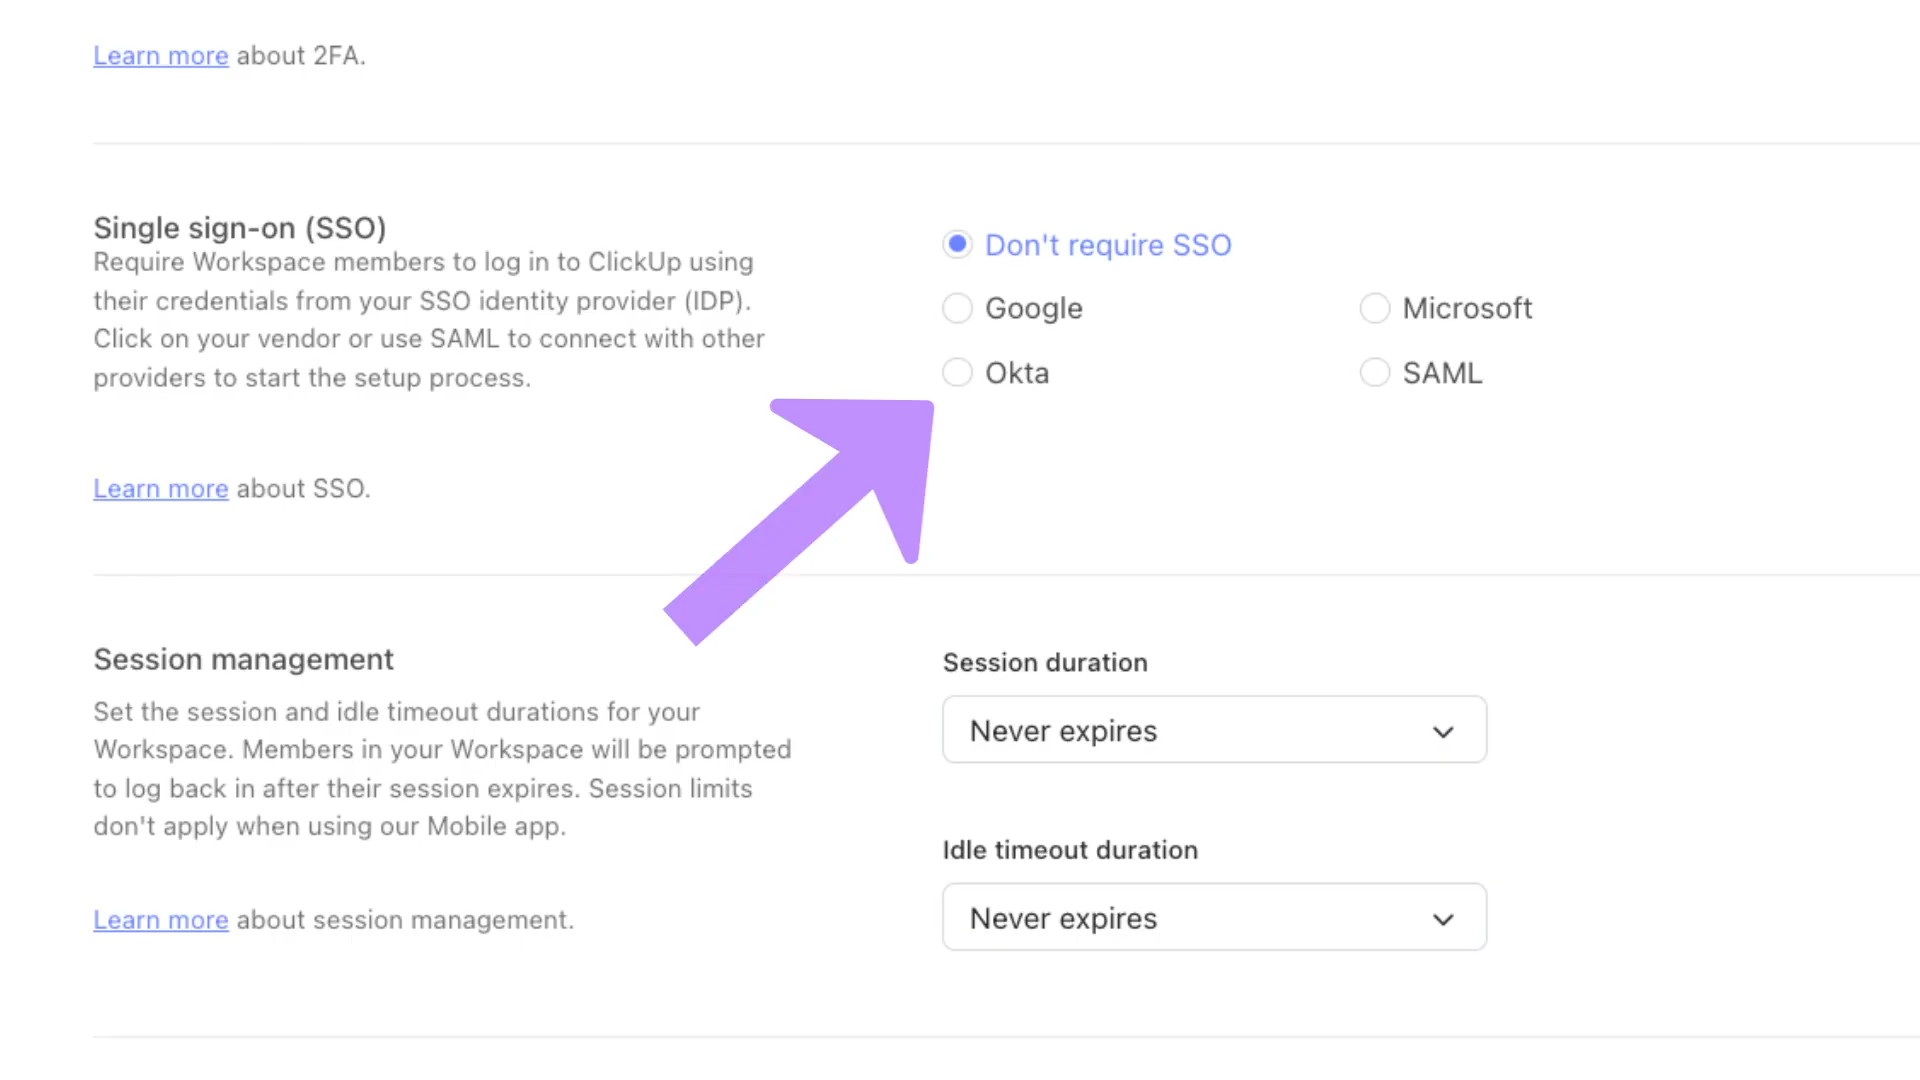 Learn more about 2FA.
Single sign-on (SSO)
Require Workspace members to log in to ClickUp using
their credentials from your SSO identity provider (IDP).
Click on your vendor or use SAML to connect with other
providers to start the setup process.
Learn more about SSO.
Don't require SSO
Google
Microsoft
Okta
SAML
Session management
Set the session and idle timeout durations for your
Workspace. Members in your Workspace will be prompted
to log back in after their session expires. Session limits
don't apply when using our Mobile app.
Learn more about session management.
Session duration
Never expires
Idle timeout duration
Never expires